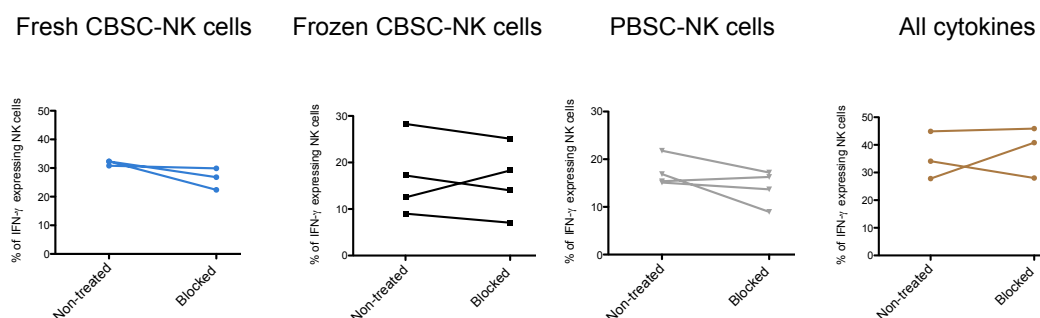 Fresh CBSC-NK cells
Frozen CBSC-NK cells
PBSC-NK cells
All cytokines
% of IFN-γ expressing NK cells
50
40
30
20
10
0
Non-treated
Blocked
% of IFN-γ expressing NK cells
30
20
10
0
Non-treated
Blocked
% of IFN-γ expressing NK cells
30
20
10
0
Non-treated
Blocked
% of IFN-γ expressing NK cells
50
40
30
20
10
0
Non-treated
Blocked